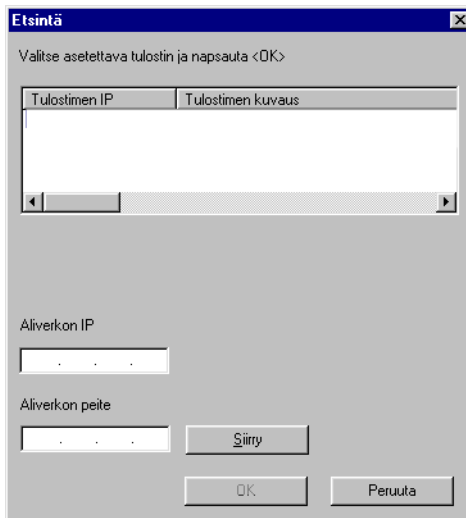 Etsintä
Valitse asetettava tulostin ja napsauta <OK>
Tulostimen IP Tulostimen kuvaus
Aliverkon IP
. . .
Aliverkon peite
. . . Siirry
OK Peruuta